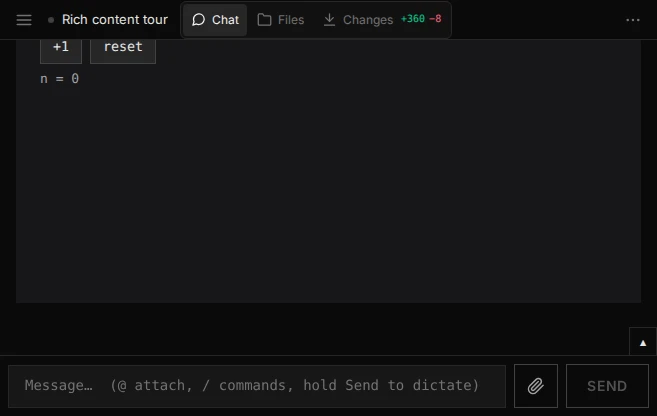 Rich content tour Chat Files Changes +360 −8
+1 reset
n = 0
Message… (@ attach, / commands, hold Send to dictate) SEND